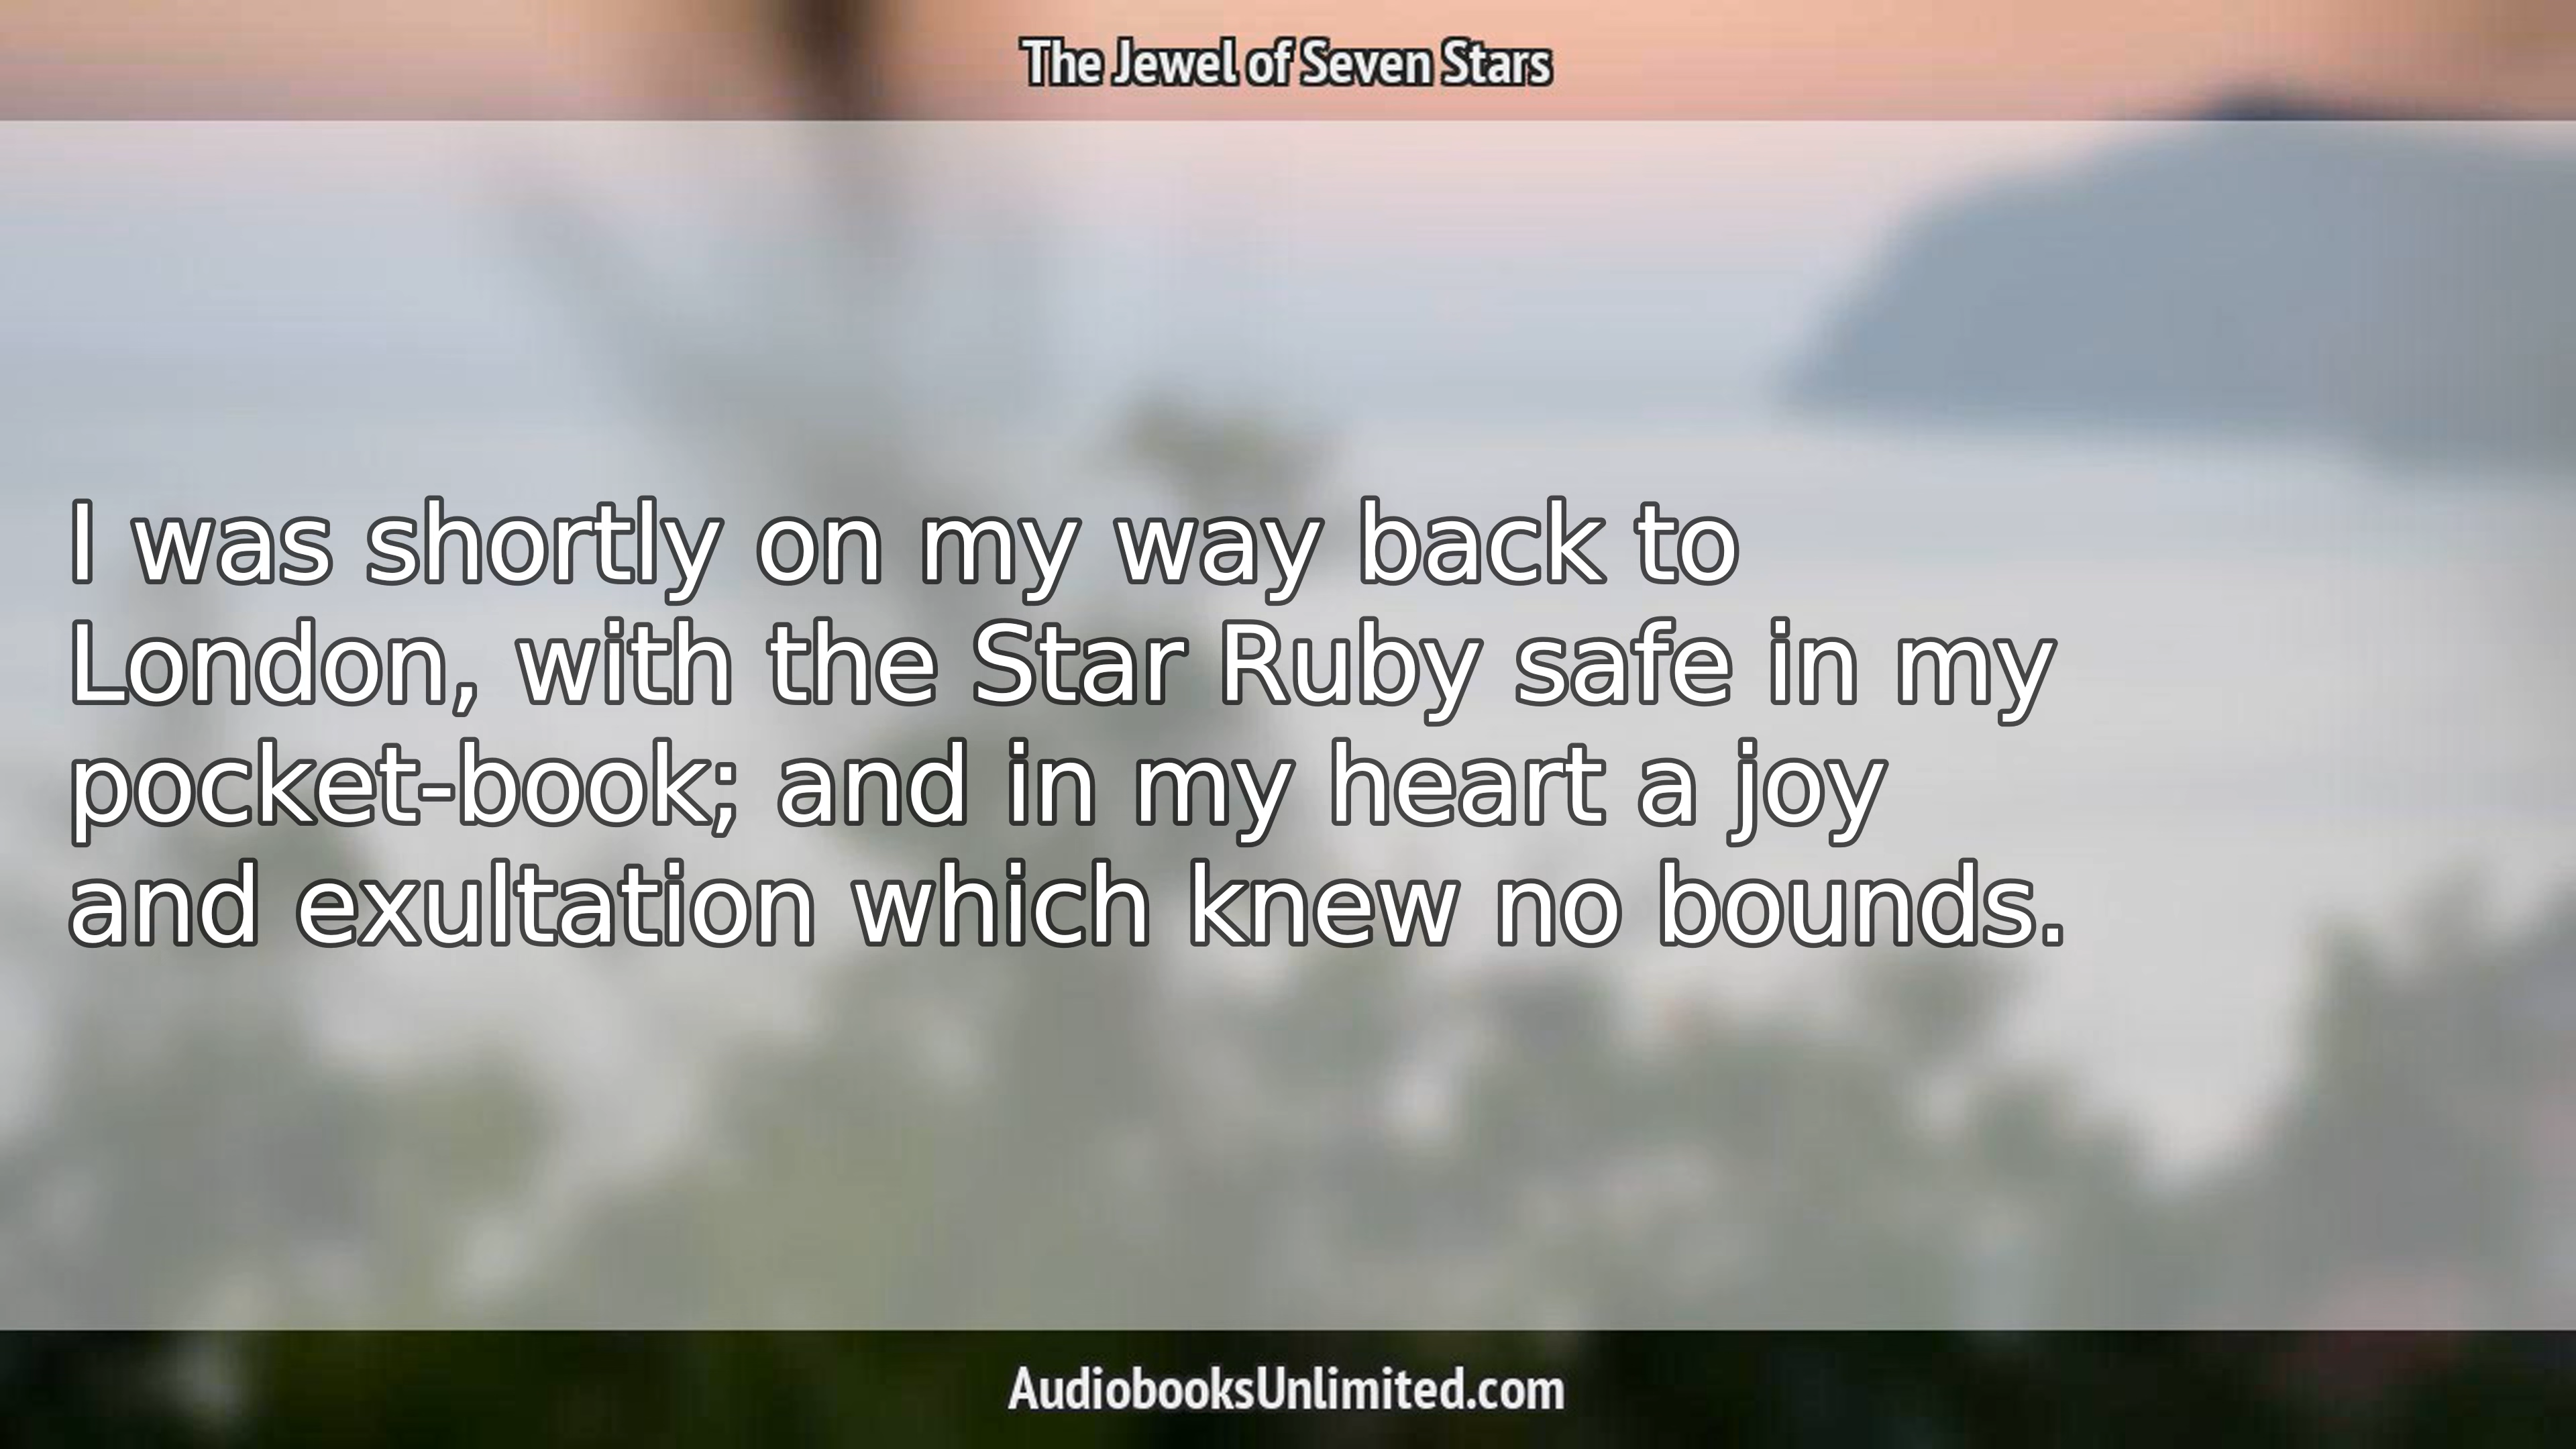 The Jewel of Seven Stars
I was shortly on my way back to
London, with the Star Ruby safe in my
pocket-book; and in my heart a joy
and exultation which knew no bounds.
AudiobooksUnlimited.com